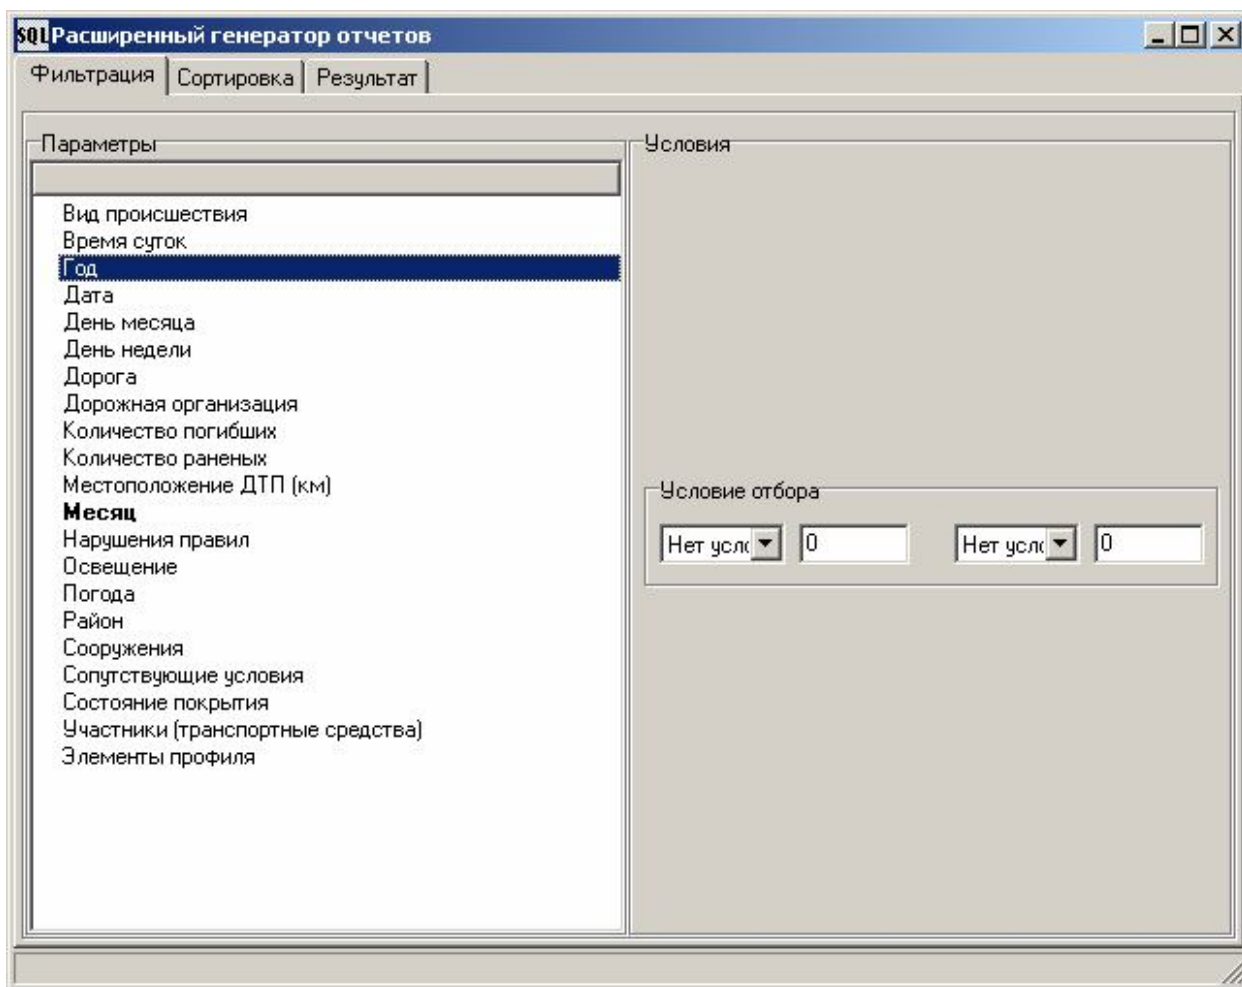 SQL Расширенный генератор отчетов
Фильтрация Сортировка Результат
Параметры
Вид происшествия
Время суток
Год
Дата
День месяца
День недели
Дорога
Дорожная организация
Количество погибших
Количество раненых
Местоположение ДТП (км)
Месяц
Нарушения правил
Освещение
Погода
Район
Сооружения
Сопутствующие условия
Состояние покрытия
Участники (транспортные средства)
Элементы профиля
Условия
Условие отбора
Нет усло 0 Нет усло 0